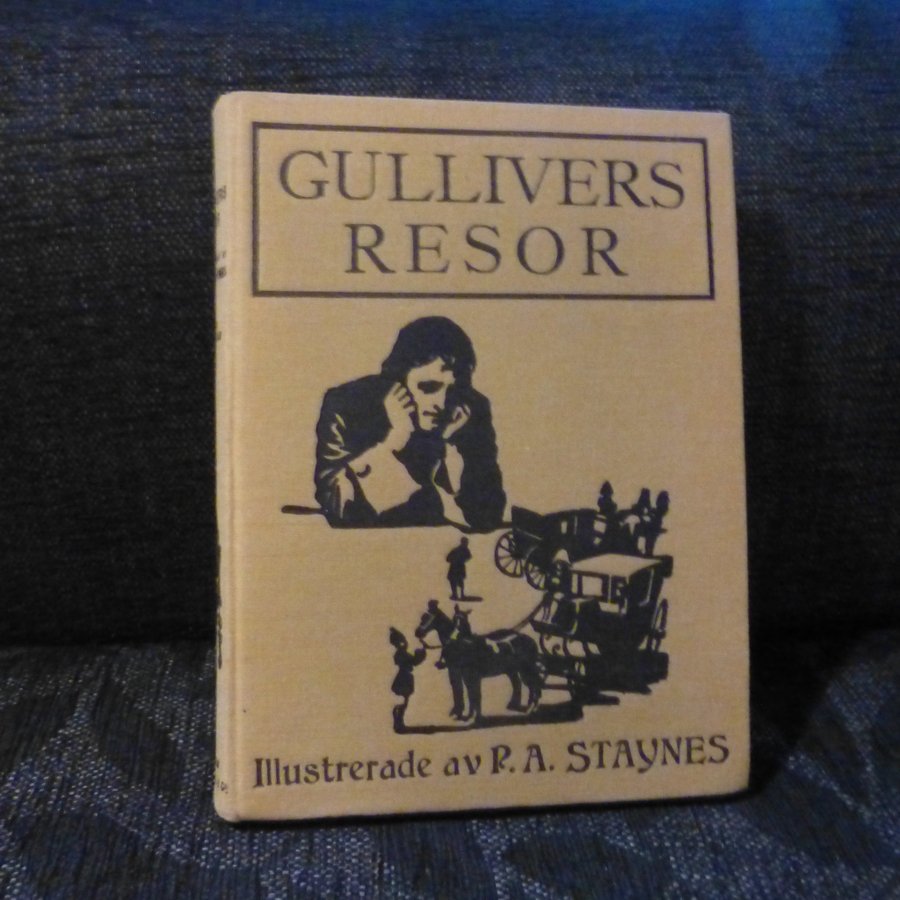 GULLIVERS
RESOR
Illustrerade av P. A. STAYNES